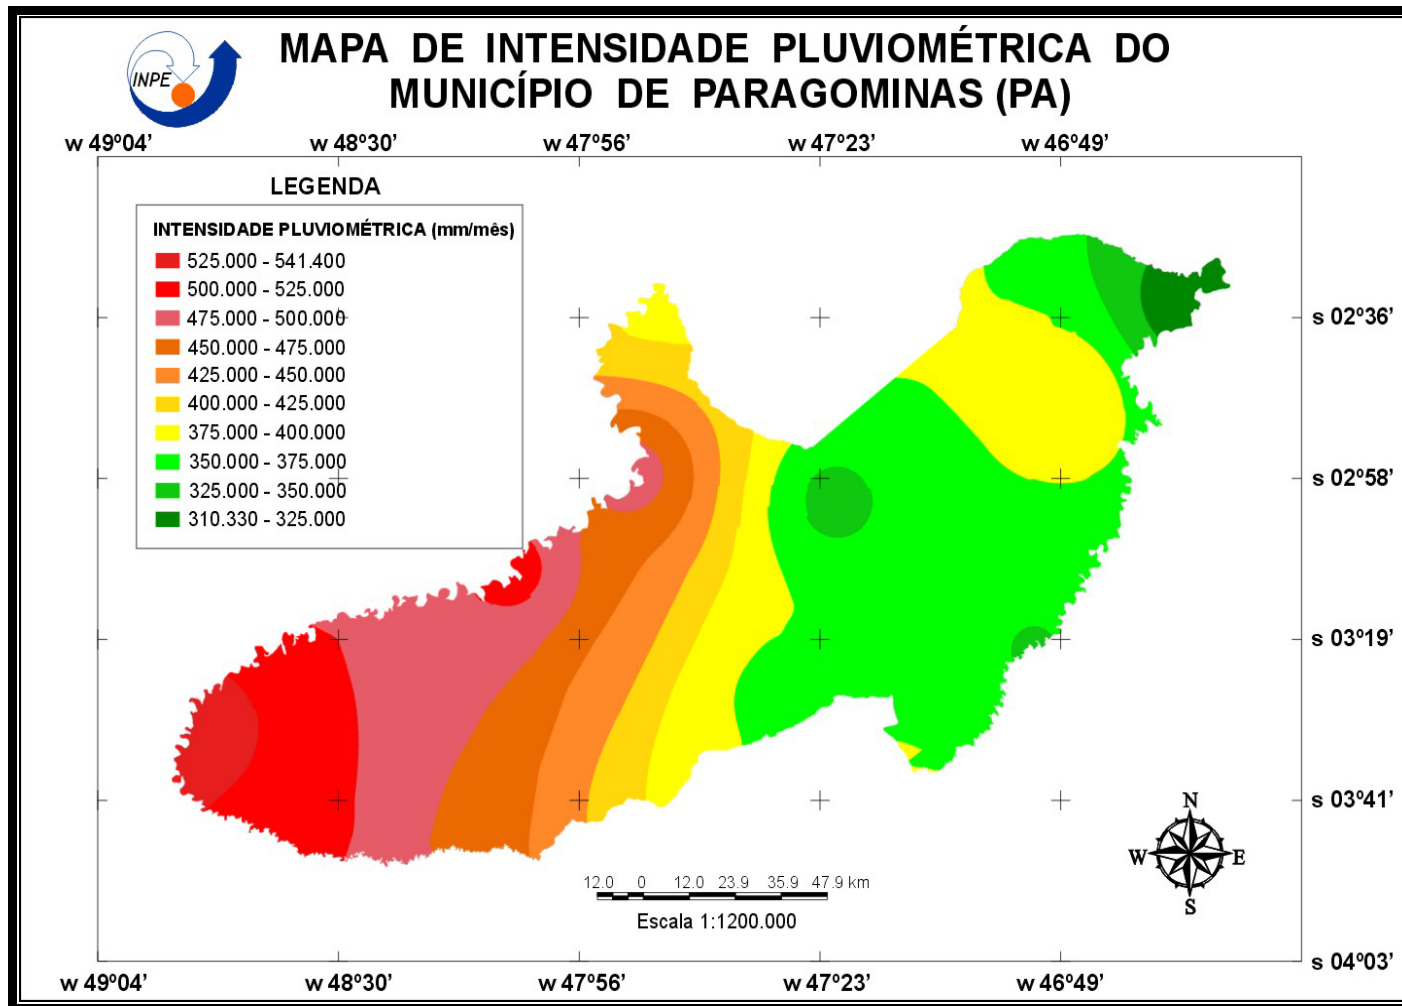 INPE
MAPA DE INTENSIDADE PLUVIOMÉTRICA DO
MUNICÍPIO DE PARAGOMINAS (PA)
w 49º04' w 48º30' w 47º56' w 47º23' w 46º49'
LEGENDA
INTENSIDADE PLUVIOMÉTRICA (mm/mês)
525.000 - 541.400
500.000 - 525.000
475.000 - 500.000
450.000 - 475.000
425.000 - 450.000
400.000 - 425.000
375.000 - 400.000
350.000 - 375.000
325.000 - 350.000
310.330 - 325.000
s 02º36'
s 02º58'
s 03º19'
s 03º41'
N
W E
S
12.0 0 12.0 23.9 35.9 47.9 km
Escala 1:1200.000
s 04º03'
w 49º04' w 48º30' w 47º56' w 47º23' w 46º49'